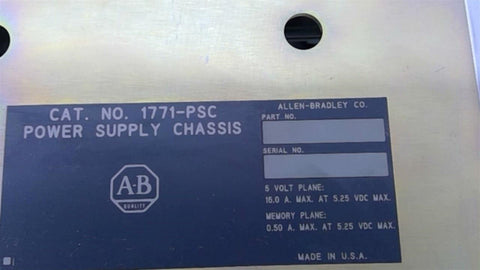 CAT. NO. 1771-PSC
POWER SUPPLY CHASSIS
A-B
QUALITY
ALLEN-BRADLEY CO.
PART NO.
SERIAL NO.
5 VOLT PLANE:
16.0 A. MAX. AT 5.25 VDC MAX.
MEMORY PLANE:
0.50 A. MAX. AT 5.25 VDC MAX.
MADE IN U.S.A.